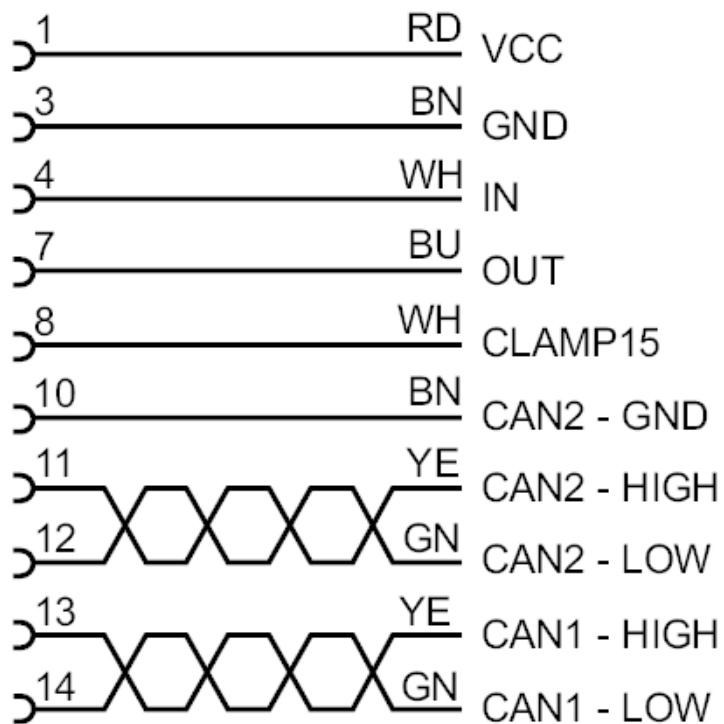 1 RD VCC
3 BN GND
4 WH IN
7 BU OUT
8 WH CLAMP15
10 BN CAN2 - GND
11 YE CAN2 - HIGH
12 GN CAN2 - LOW
13 YE CAN1 - HIGH
14 GN CAN1 - LOW